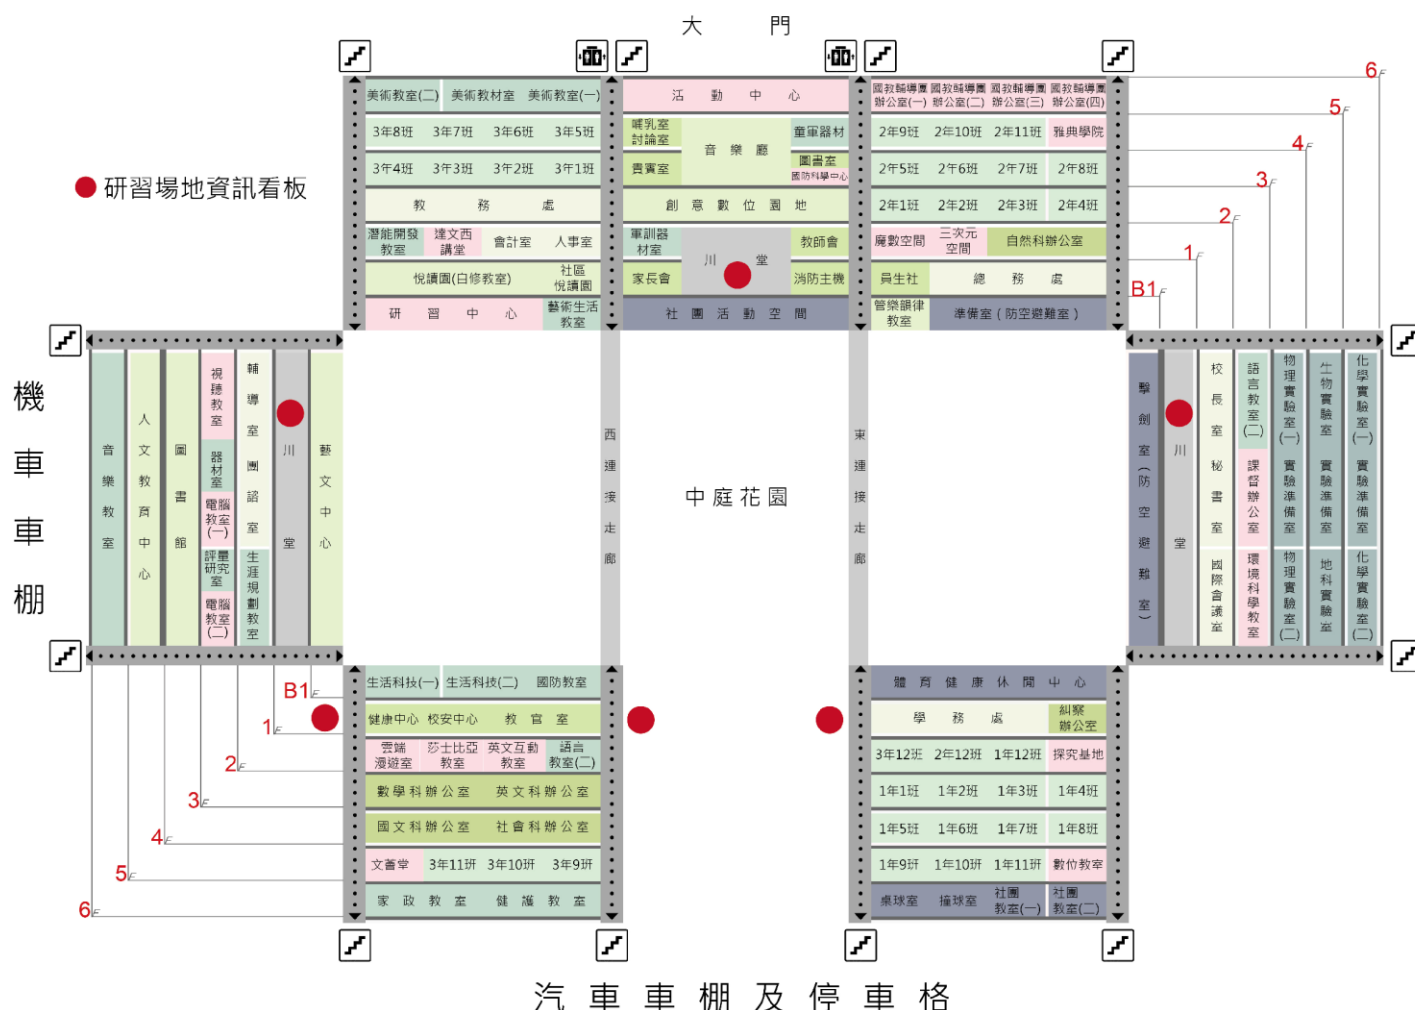 大門
美術教室(二) 美術教材室 美術教室(一)
3年8班 3年7班 3年6班 3年5班
3年4班 3年3班 3年2班 3年1班
教務處
潛能開發教室 達文西講堂 會計室 人事室
悅讀園(自修教室) 社區悅讀園
研習中心 藝術生活教室
活動中心
哺乳室討論室 音樂廳 童軍器材
貴賓室 圖書室
國防科學中心
創意數位園地
軍訓器材室 川堂 教師會
家長會 消防主機
社團活動空間
國教輔導團辦公室(一) 國教輔導團辦公室(二) 國教輔導團辦公室(三) 國教輔導團辦公室(四)
2年9班 2年10班 2年11班 雅典學院
2年5班 2年6班 2年7班 2年8班
2年1班 2年2班 2年3班 2年4班
魔數空間 三次元空間 自然科辦公室
員生社 總務處
管樂韻律教室 準備室(防空避難室)
6F
5F
4F
3F
2F
1F
B1F
研習場地資訊看板
機車車棚
音樂教室
人文教育中心
圖書館
視聽教室 器材室 電腦教室(一) 評量研究室 電腦教室(二)
輔導室 團諮室 生涯規劃教室
川堂
藝文中心
西連接走廊
中庭花園
東連接走廊
擊劍室(防空避難室)
川堂
校長室 秘書室 國際會議室
語言教室(二) 課督辦公室 環境科學教室
物理實驗室(一) 實驗準備室 物理實驗室(二)
生物實驗室 實驗準備室 地科實驗室
化學實驗室(一) 實驗準備室 化學實驗室(二)
B1F
1F
2F
3F
4F
5F
6F
生活科技(一) 生活科技(二) 國防教室
健康中心 校安中心 教官室
雲端漫遊室 莎士比亞教室 英文互動教室 語言教室(二)
數學科辦公室 英文科辦公室
國文科辦公室 社會科辦公室
文薈堂 3年11班 3年10班 3年9班
家政教室 健護教室
體育健康休閒中心
學務處 糾察辦公室
3年12班 2年12班 1年12班 探究基地
1年1班 1年2班 1年3班 1年4班
1年5班 1年6班 1年7班 1年8班
1年9班 1年10班 1年11班 數位教室
桌球室 撞球室 社團教室(一) 社團教室(二)
汽車車棚及停車格